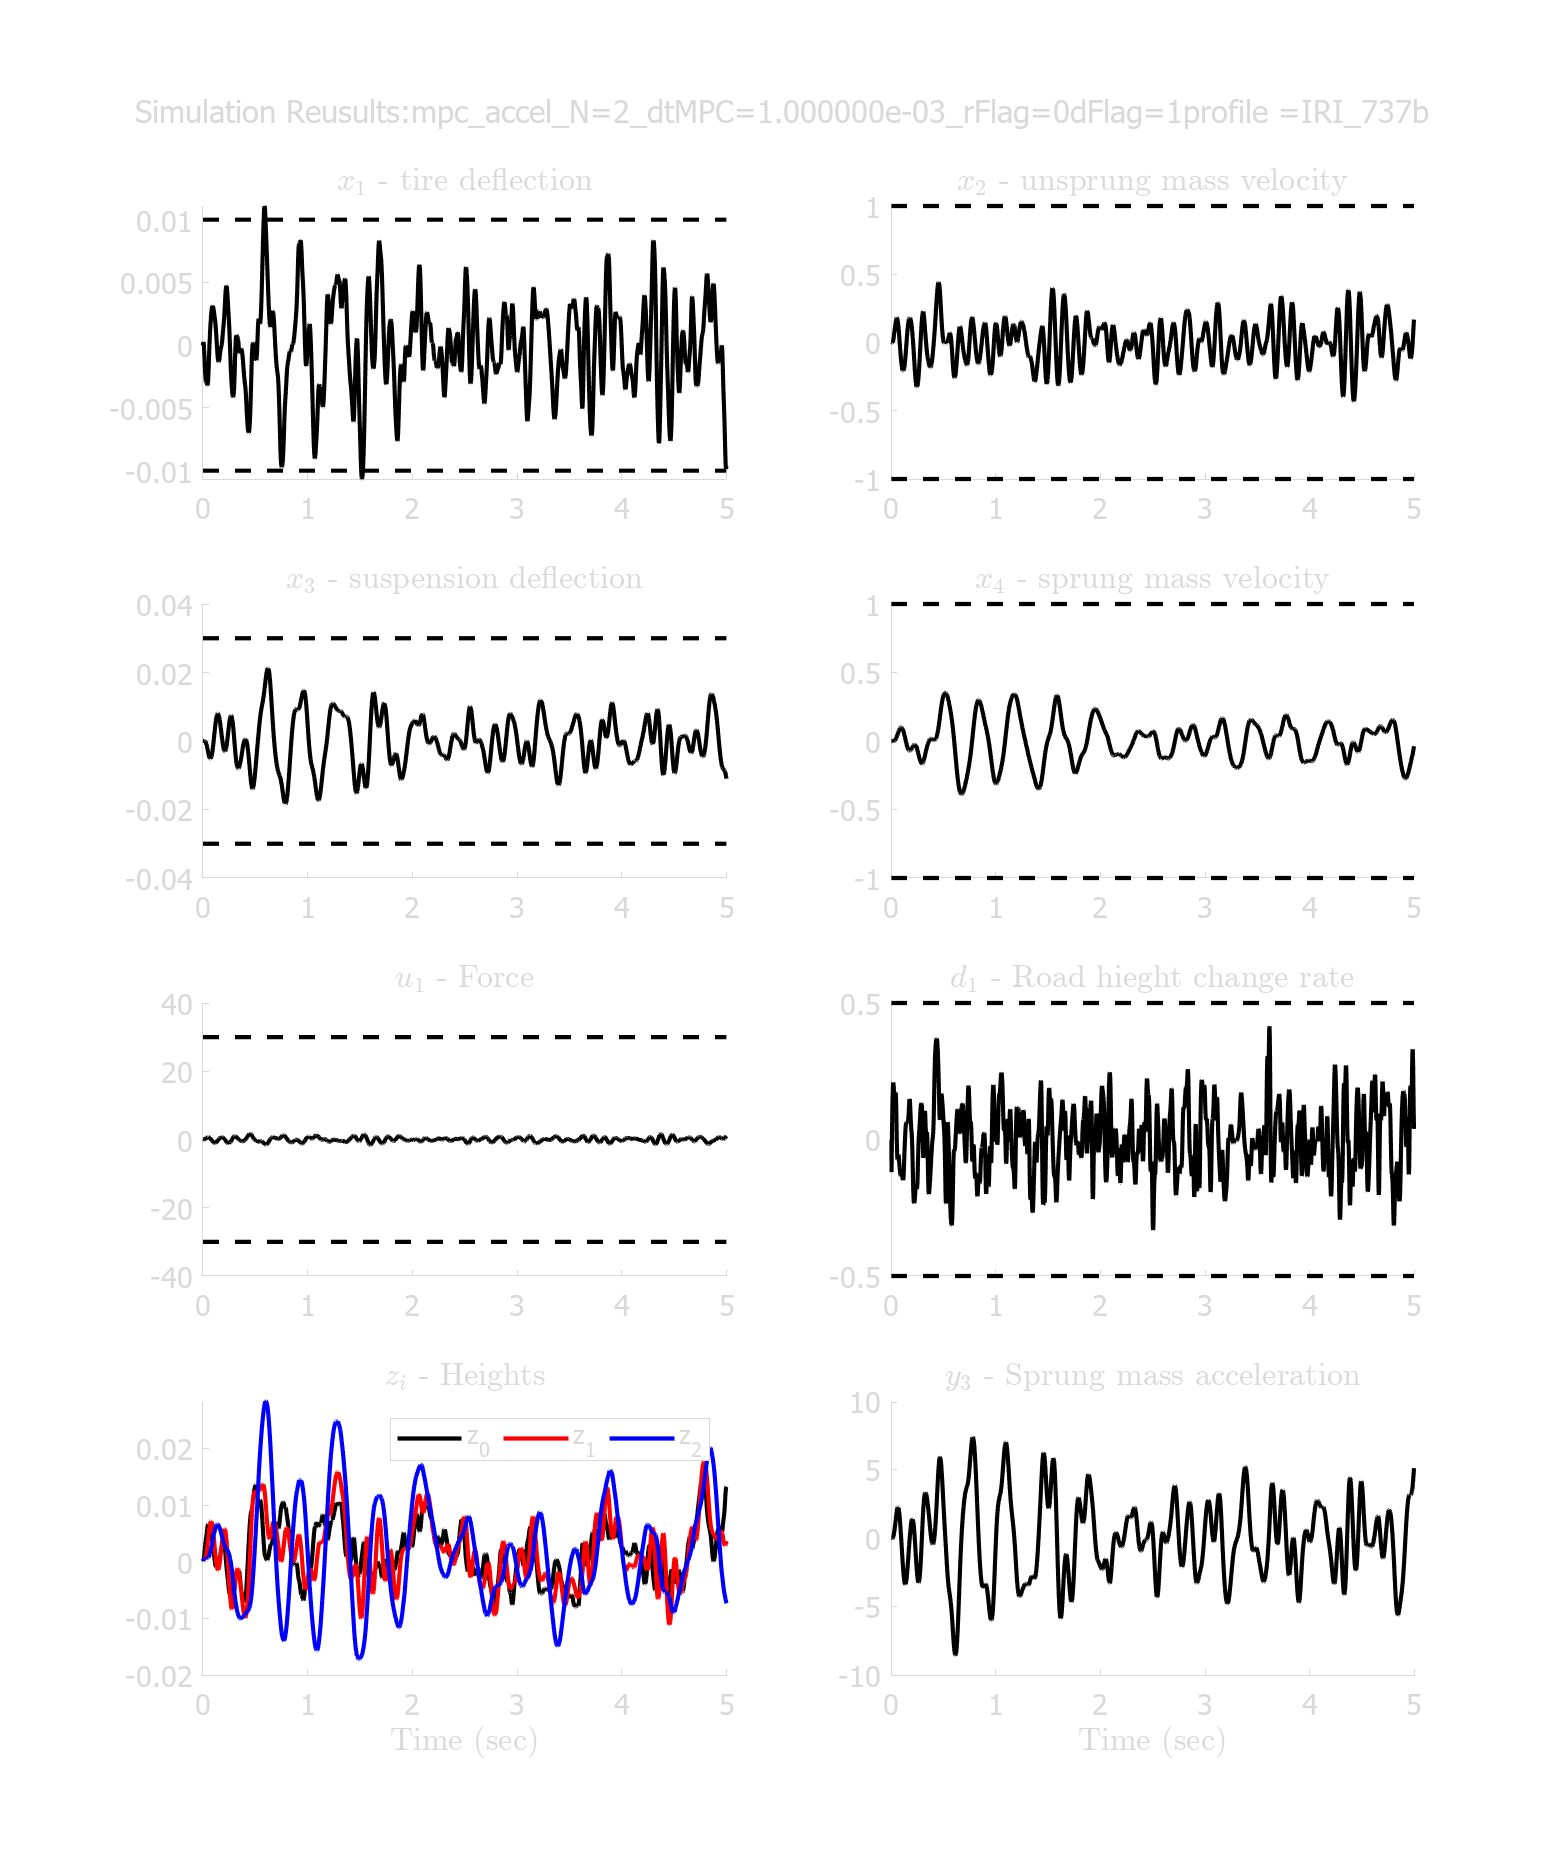 Simulation Reusults:mpc_accel_N=2_dtMPC=1.000000e-03_rFlag=0dFlag=1profile =IRI_737b
x₁ - tire deflection
0.01
0.005
0
-0.005
-0.01
0 1 2 3 4 5
x₂ - unsprung mass velocity
1
0.5
0
-0.5
-1
0 1 2 3 4 5
x₃ - suspension deflection
0.04
0.02
0
-0.02
-0.04
0 1 2 3 4 5
x₄ - sprung mass velocity
1
0.5
0
-0.5
-1
0 1 2 3 4 5
u₁ - Force
40
20
0
-20
-40
0 1 2 3 4 5
d₁ - Road hieght change rate
0.5
0
-0.5
0 1 2 3 4 5
zᵢ - Heights
z₀ z₁ z₂
0.02
0.01
0
-0.01
-0.02
0 1 2 3 4 5
Time (sec)
y₃ - Sprung mass acceleration
10
5
0
-5
-10
0 1 2 3 4 5
Time (sec)